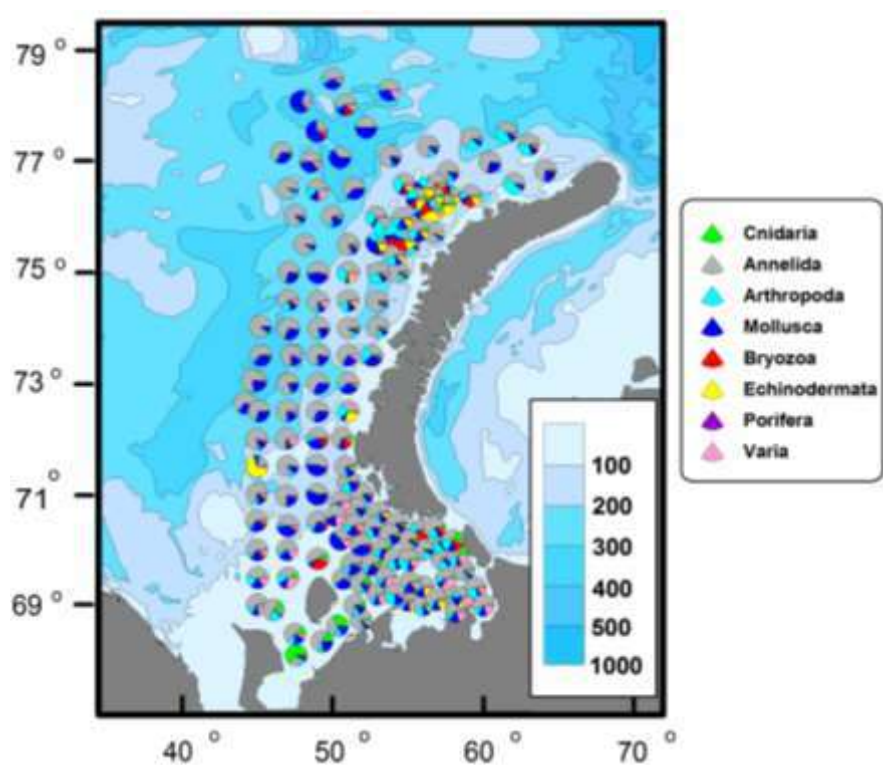 79 °
77 °
75 °
73 °
71 °
69 °
40 °
50 °
60 °
70 °
100
200
300
400
500
1000
Cnidaria
Annelida
Arthropoda
Mollusca
Bryozoa
Echinodermata
Porifera
Varia